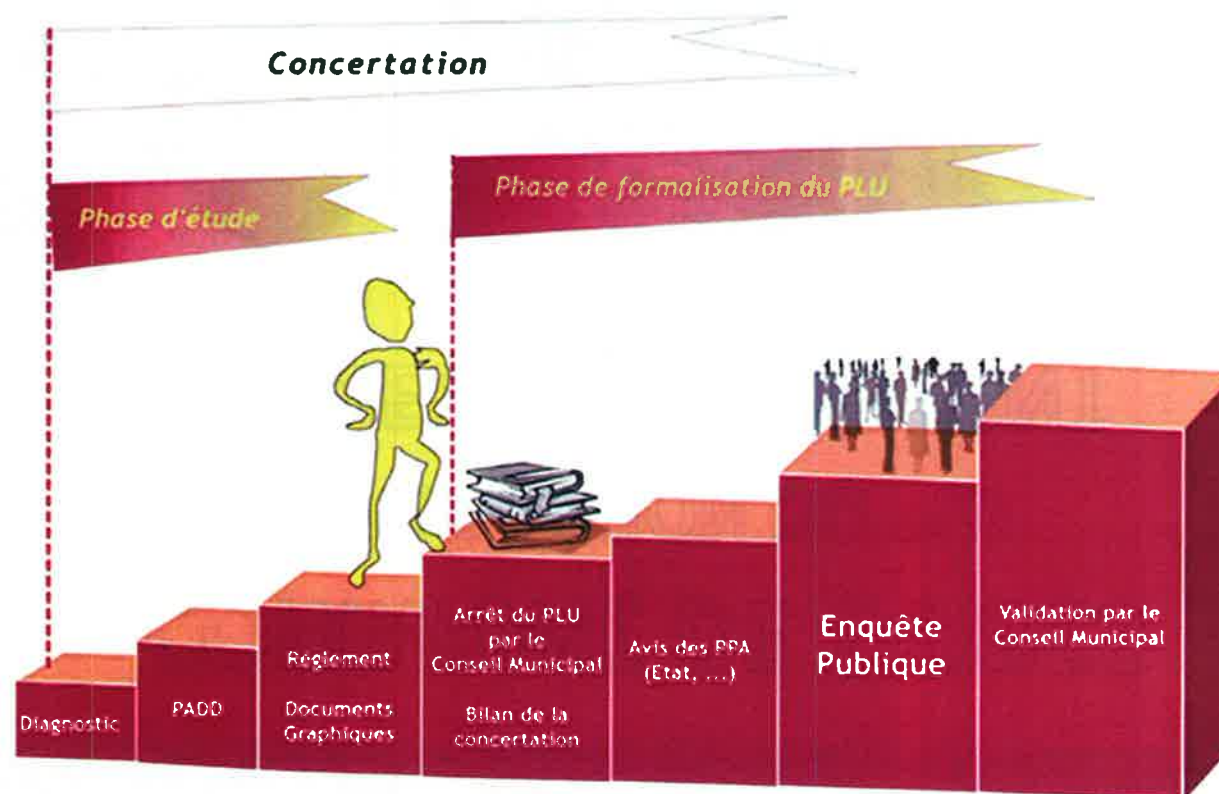 Concertation
Phase d'étude
Phase de formalisation du PLU
Diagnostic
PADD
Réglement
Documents
Graphiques
Arrêt du PLU
par le
Conseil Municipal
Bilan de la
concertation
Avis des PPA
(Etat, ...)
Enquête
Publique
Validation par le
Conseil Municipal